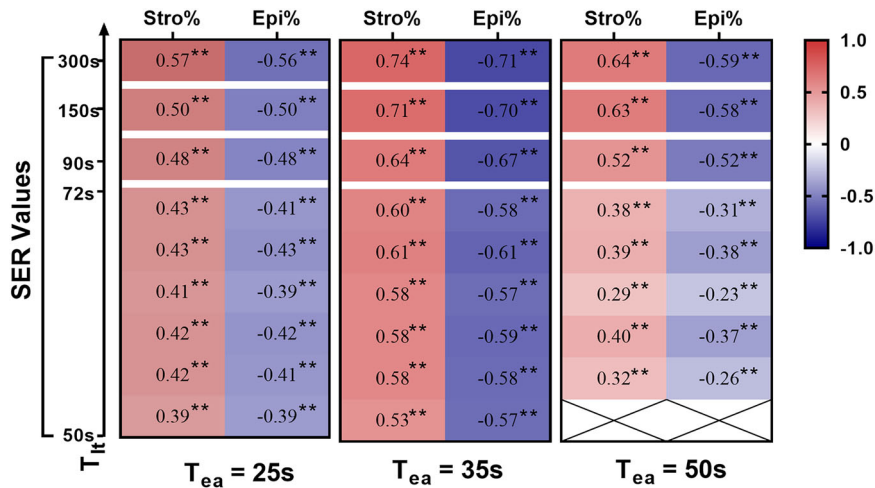 Stro% Epi% Stro% Epi% Stro% Epi%
300s 0.57** -0.56** 0.74** -0.71** 0.64** -0.59**
150s 0.50** -0.50** 0.71** -0.70** 0.63** -0.58**
90s 0.48** -0.48** 0.64** -0.67** 0.52** -0.52**
72s 0.43** -0.41** 0.60** -0.58** 0.38** -0.31**
0.43** -0.43** 0.61** -0.61** 0.39** -0.38**
0.41** -0.39** 0.58** -0.57** 0.29** -0.23**
0.42** -0.42** 0.58** -0.59** 0.40** -0.37**
0.42** -0.41** 0.58** -0.58** 0.32** -0.26**
50s 0.39** -0.39** 0.53** -0.57**
SER Values
Tlt
Tea = 25s Tea = 35s Tea = 50s
1.0
0.5
0
-0.5
-1.0